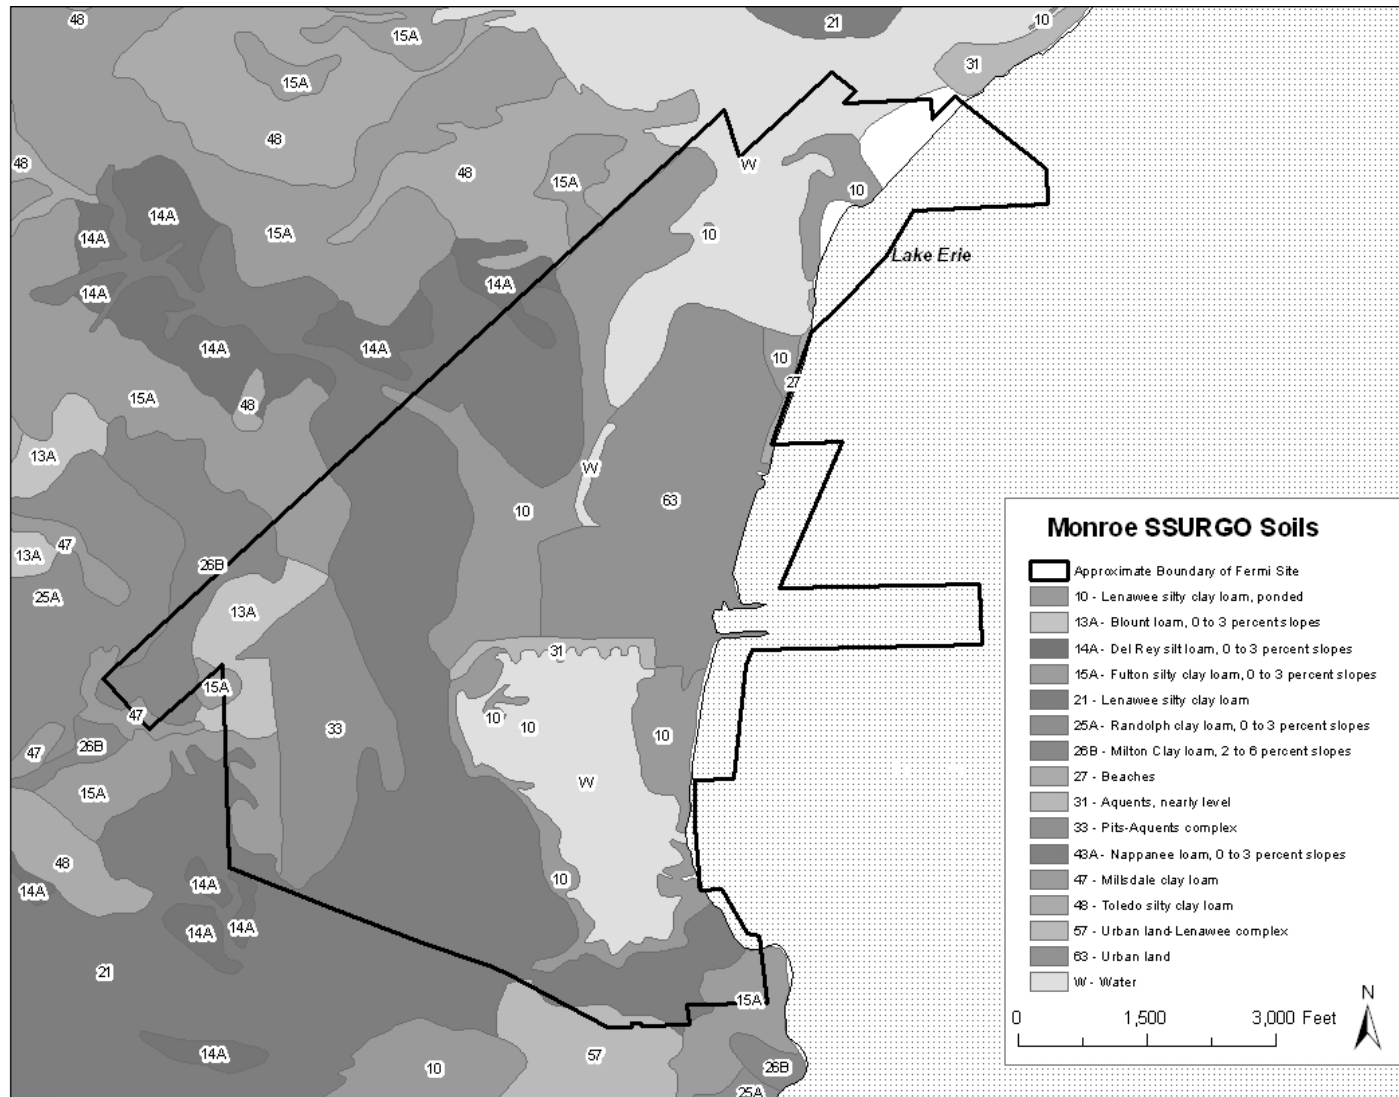 48
15A
21
10
31
15A
48
48
48
15A
W
10
14A
14A
15A
10
Lake Erie
14A
14A
14A
14A
10
27
15A
48
13A
W
63
10
47
13A
26B
25A
13A
31
15A
47
10
10
10
33
26B
47
W
15A
48
14A
14A
10
14A
14A
21
15A
14A
57
10
26B
25A
Monroe SSURGO Soils
Approximate Boundary of Fermi Site
10 - Lenawee silty clay loam, ponded
13A - Blount loam, 0 to 3 percent slopes
14A - Del Rey silt loam, 0 to 3 percent slopes
15A - Fulton silty clay loam, 0 to 3 percent slopes
21 - Lenawee silty clay loam
25A - Randolph clay loam, 0 to 3 percent slopes
26B - Milton Clay loam, 2 to 6 percent slopes
27 - Beaches
31 - Aquents, nearly level
33 - Pits-Aquents complex
43A - Nappanee loam, 0 to 3 percent slopes
47 - Millsdale clay loam
48 - Toledo silty clay loam
57 - Urban land-Lenawee complex
63 - Urban land
W - Water
N
0 1,500 3,000 Feet